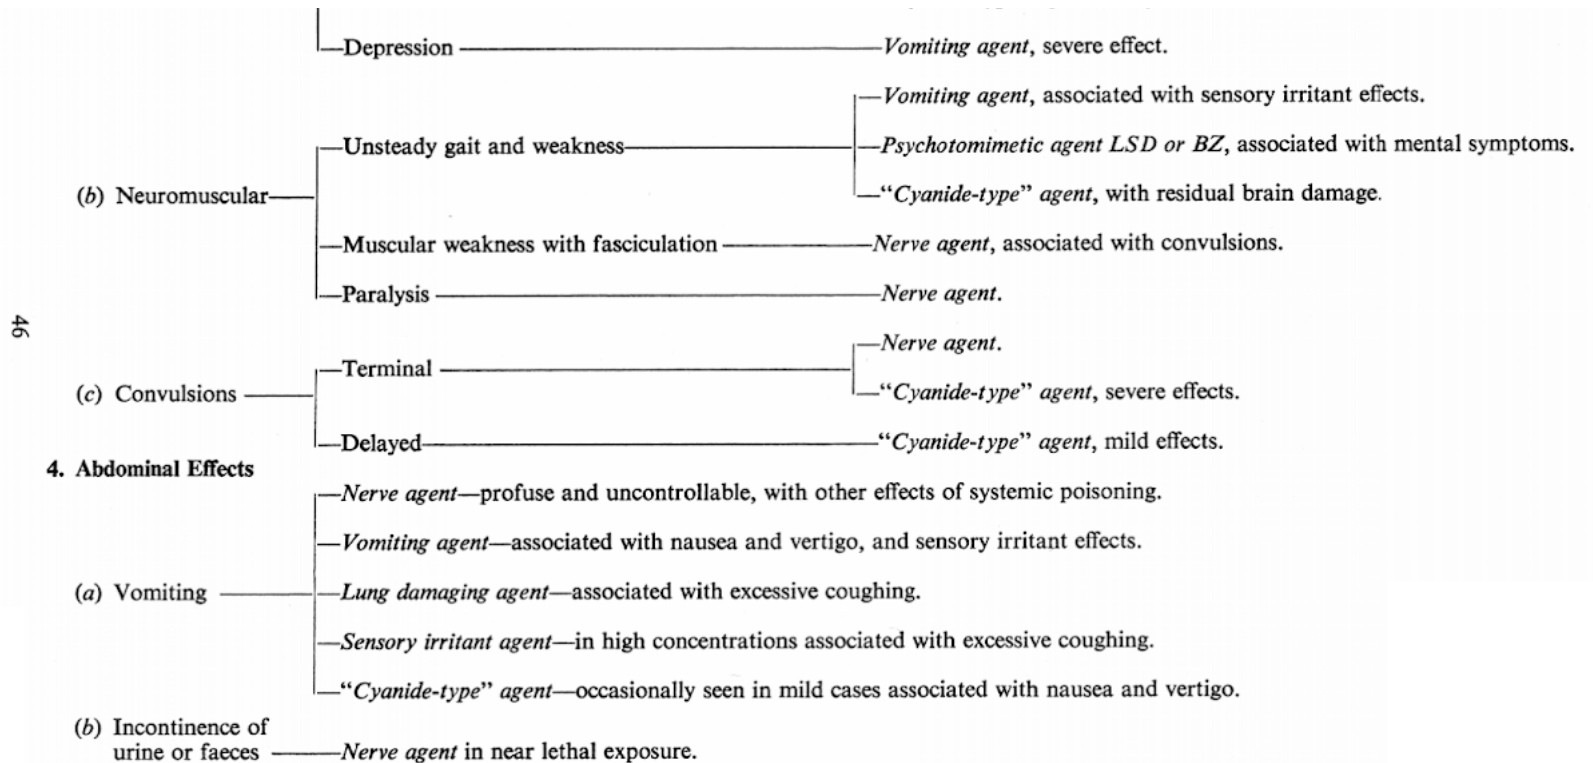 Depression Vomiting agent, severe effect.
Vomiting agent, associated with sensory irritant effects.
Unsteady gait and weakness Psychotomimetic agent LSD or BZ, associated with mental symptoms.
(b) Neuromuscular "Cyanide-type" agent, with residual brain damage.
Muscular weakness with fasciculation Nerve agent, associated with convulsions.
Paralysis Nerve agent.
46
Nerve agent.
Terminal
(c) Convulsions "Cyanide-type" agent, severe effects.
Delayed "Cyanide-type" agent, mild effects.
4. Abdominal Effects
Nerve agent—profuse and uncontrollable, with other effects of systemic poisoning.
Vomiting agent—associated with nausea and vertigo, and sensory irritant effects.
(a) Vomiting Lung damaging agent—associated with excessive coughing.
Sensory irritant agent—in high concentrations associated with excessive coughing.
"Cyanide-type" agent—occasionally seen in mild cases associated with nausea and vertigo.
(b) Incontinence of
urine or faeces Nerve agent in near lethal exposure.